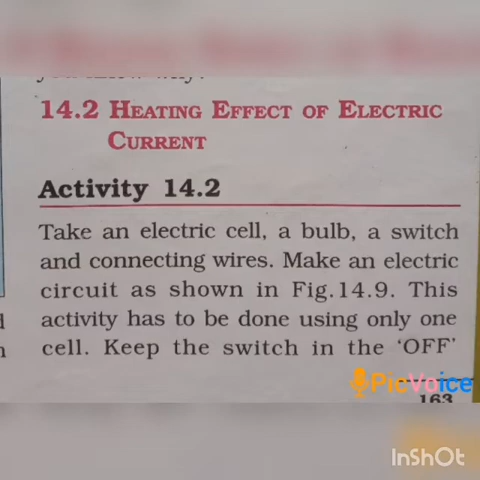 14.2 HEATING EFFECT OF ELECTRIC
CURRENT
Activity 14.2
Take an electric cell, a bulb, a switch
and connecting wires. Make an electric
circuit as shown in Fig.14.9. This
activity has to be done using only one
cell. Keep the switch in the ‘OFF’
PicVoice
163
InShOt